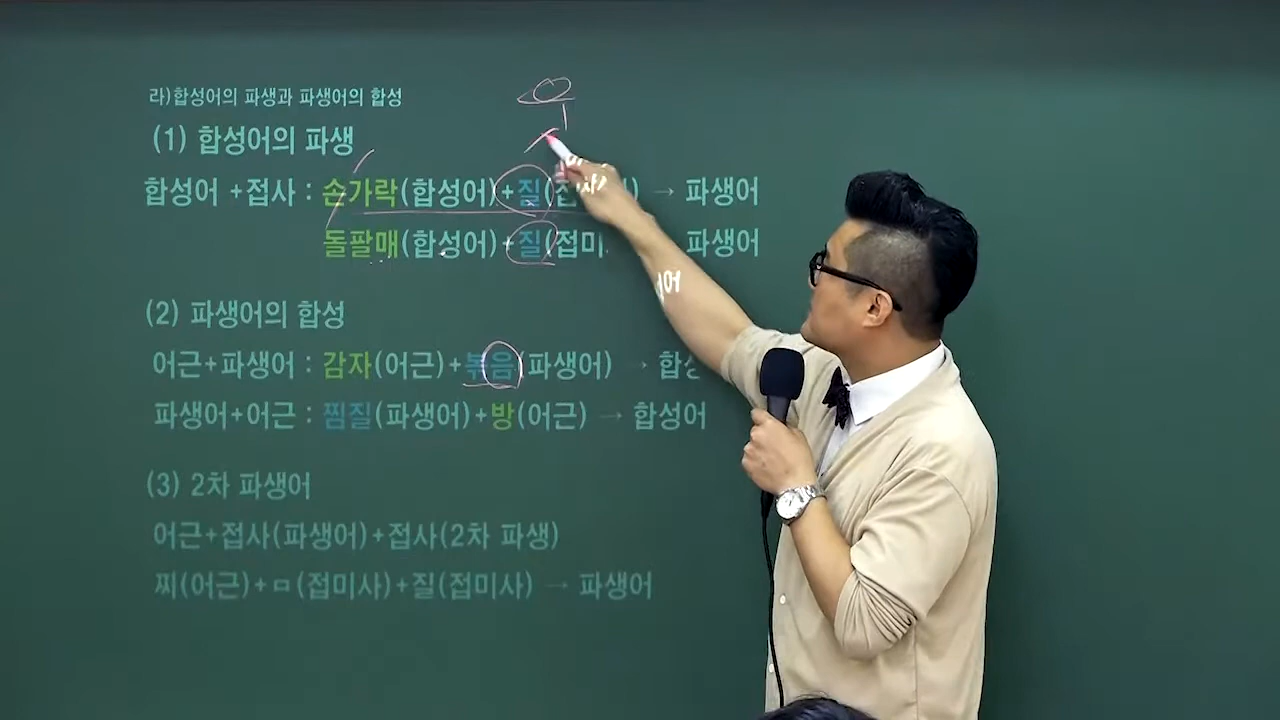 라)합성어의 파생과 파생어의 합성
(1) 합성어의 파생
합성어 +접사 : 손가락(합성어)+질( → 파생어
돌팔매(합성어)+질(접미 파생어
(2) 파생어의 합성
어근+파생어 : 감자(어근)+볶음(파생어) → 합성
파생어+어근 : 찜질(파생어)+방(어근) → 합성어
(3) 2차 파생어
어근+접사(파생어)+접사(2차 파생)
찌(어근)+ㅁ(접미사)+질(접미사) → 파생어